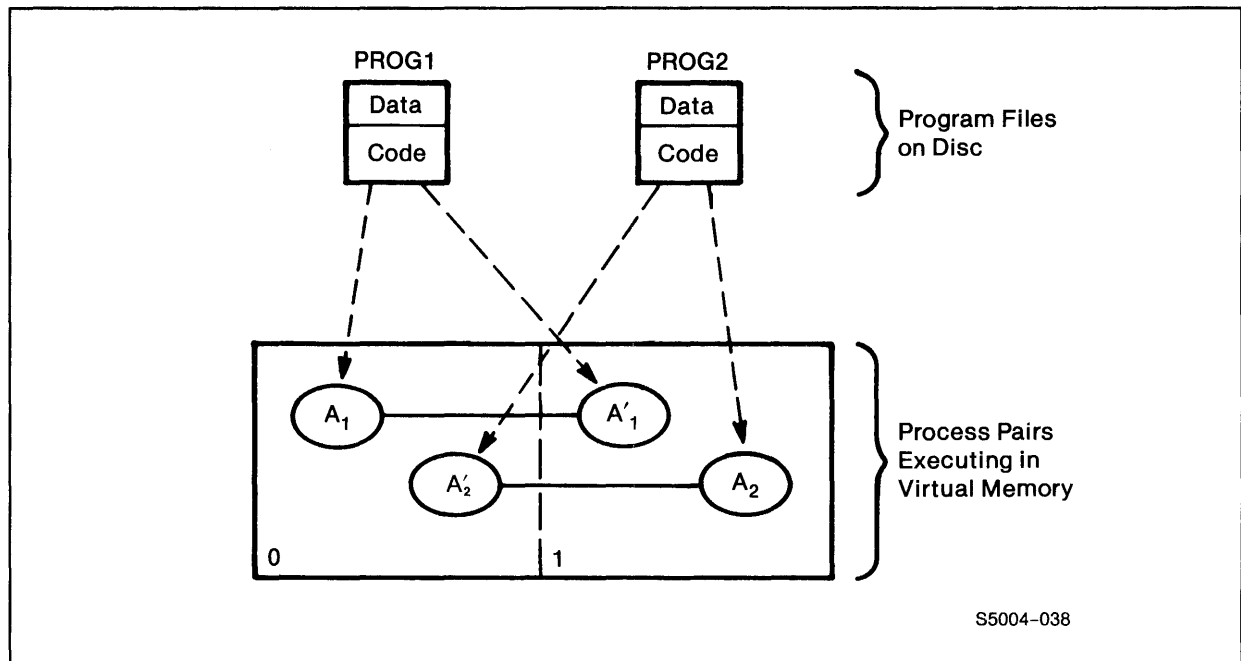 PROG1
PROG2
Data
Data
Code
Code
Program Files
on Disc
A₁
A′₁
A′₂
A₂
Process Pairs
Executing in
Virtual Memory
0
1
S5004-038